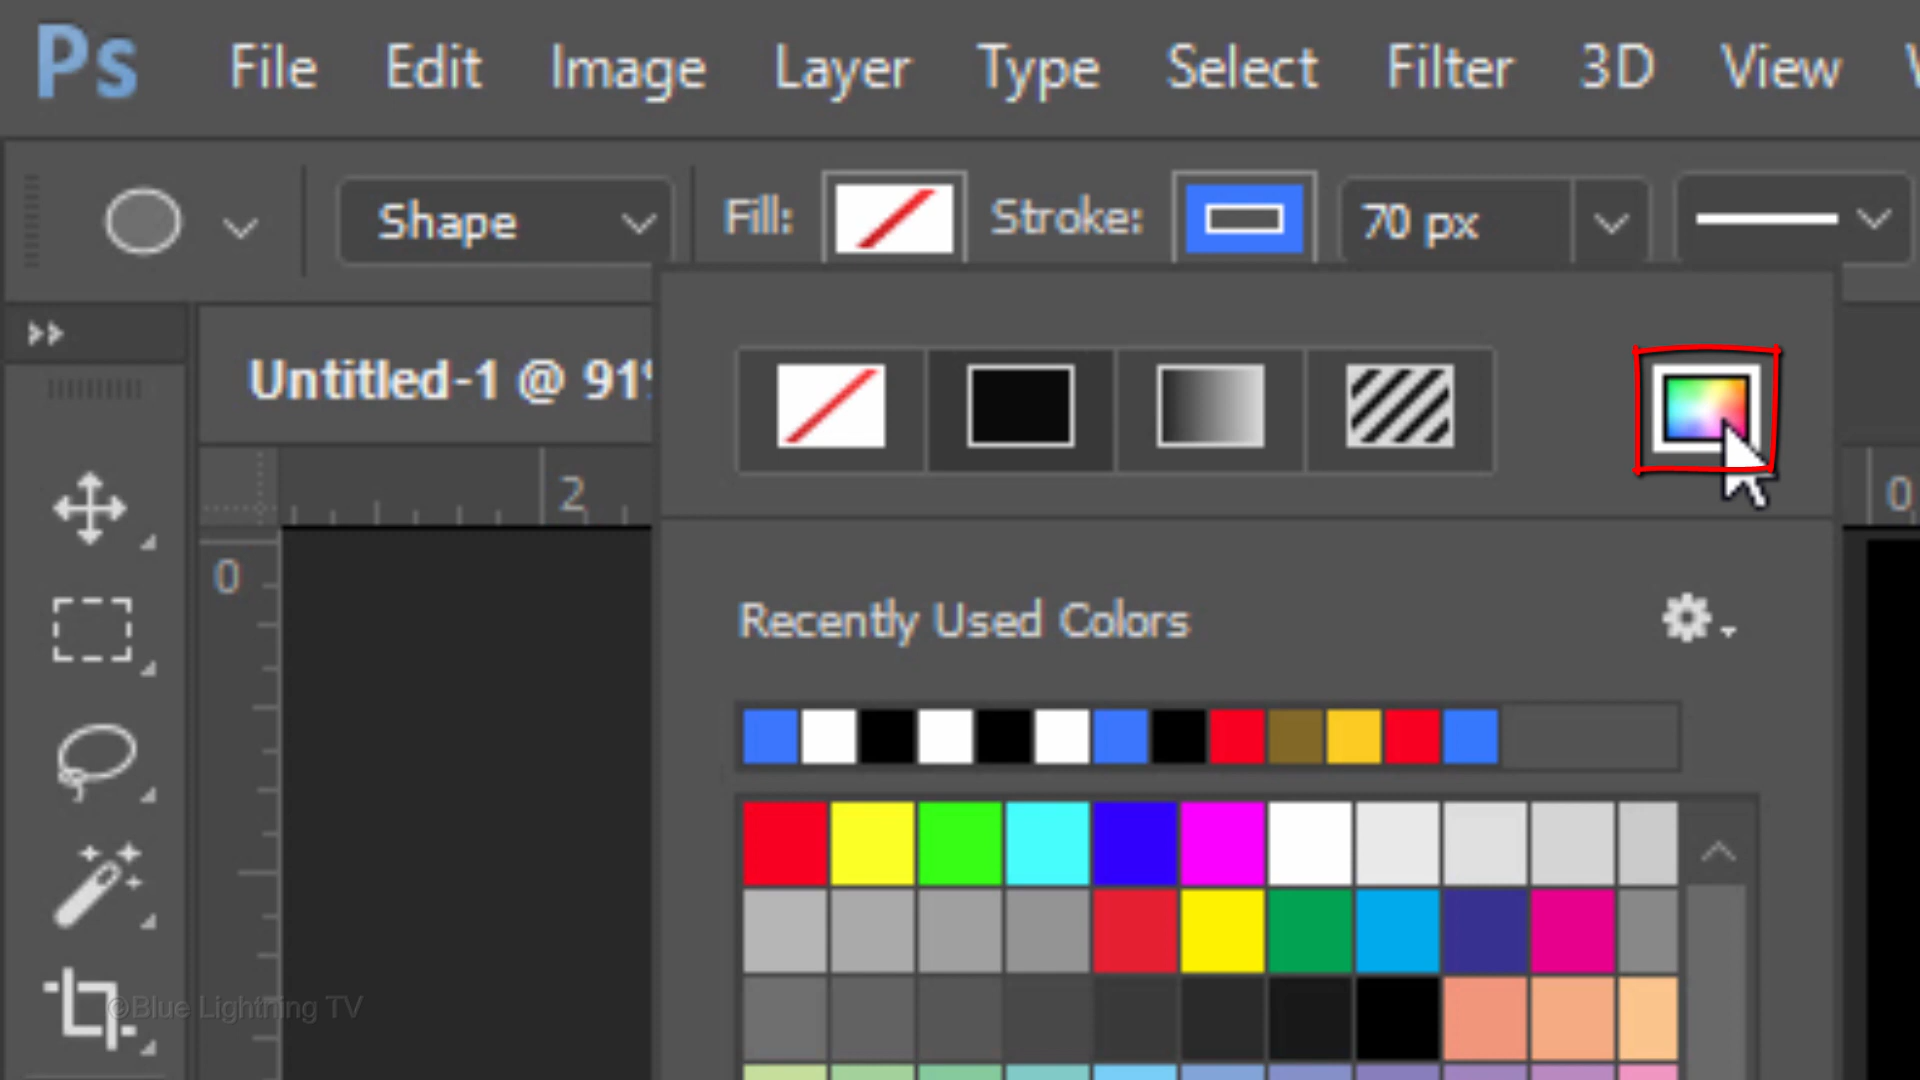 Ps File Edit Image Layer Type Select Filter 3D View
Shape Fill: Stroke: 70 px
Untitled-1 @ 91%
2 0
0
Recently Used Colors
©Blue Lightning TV